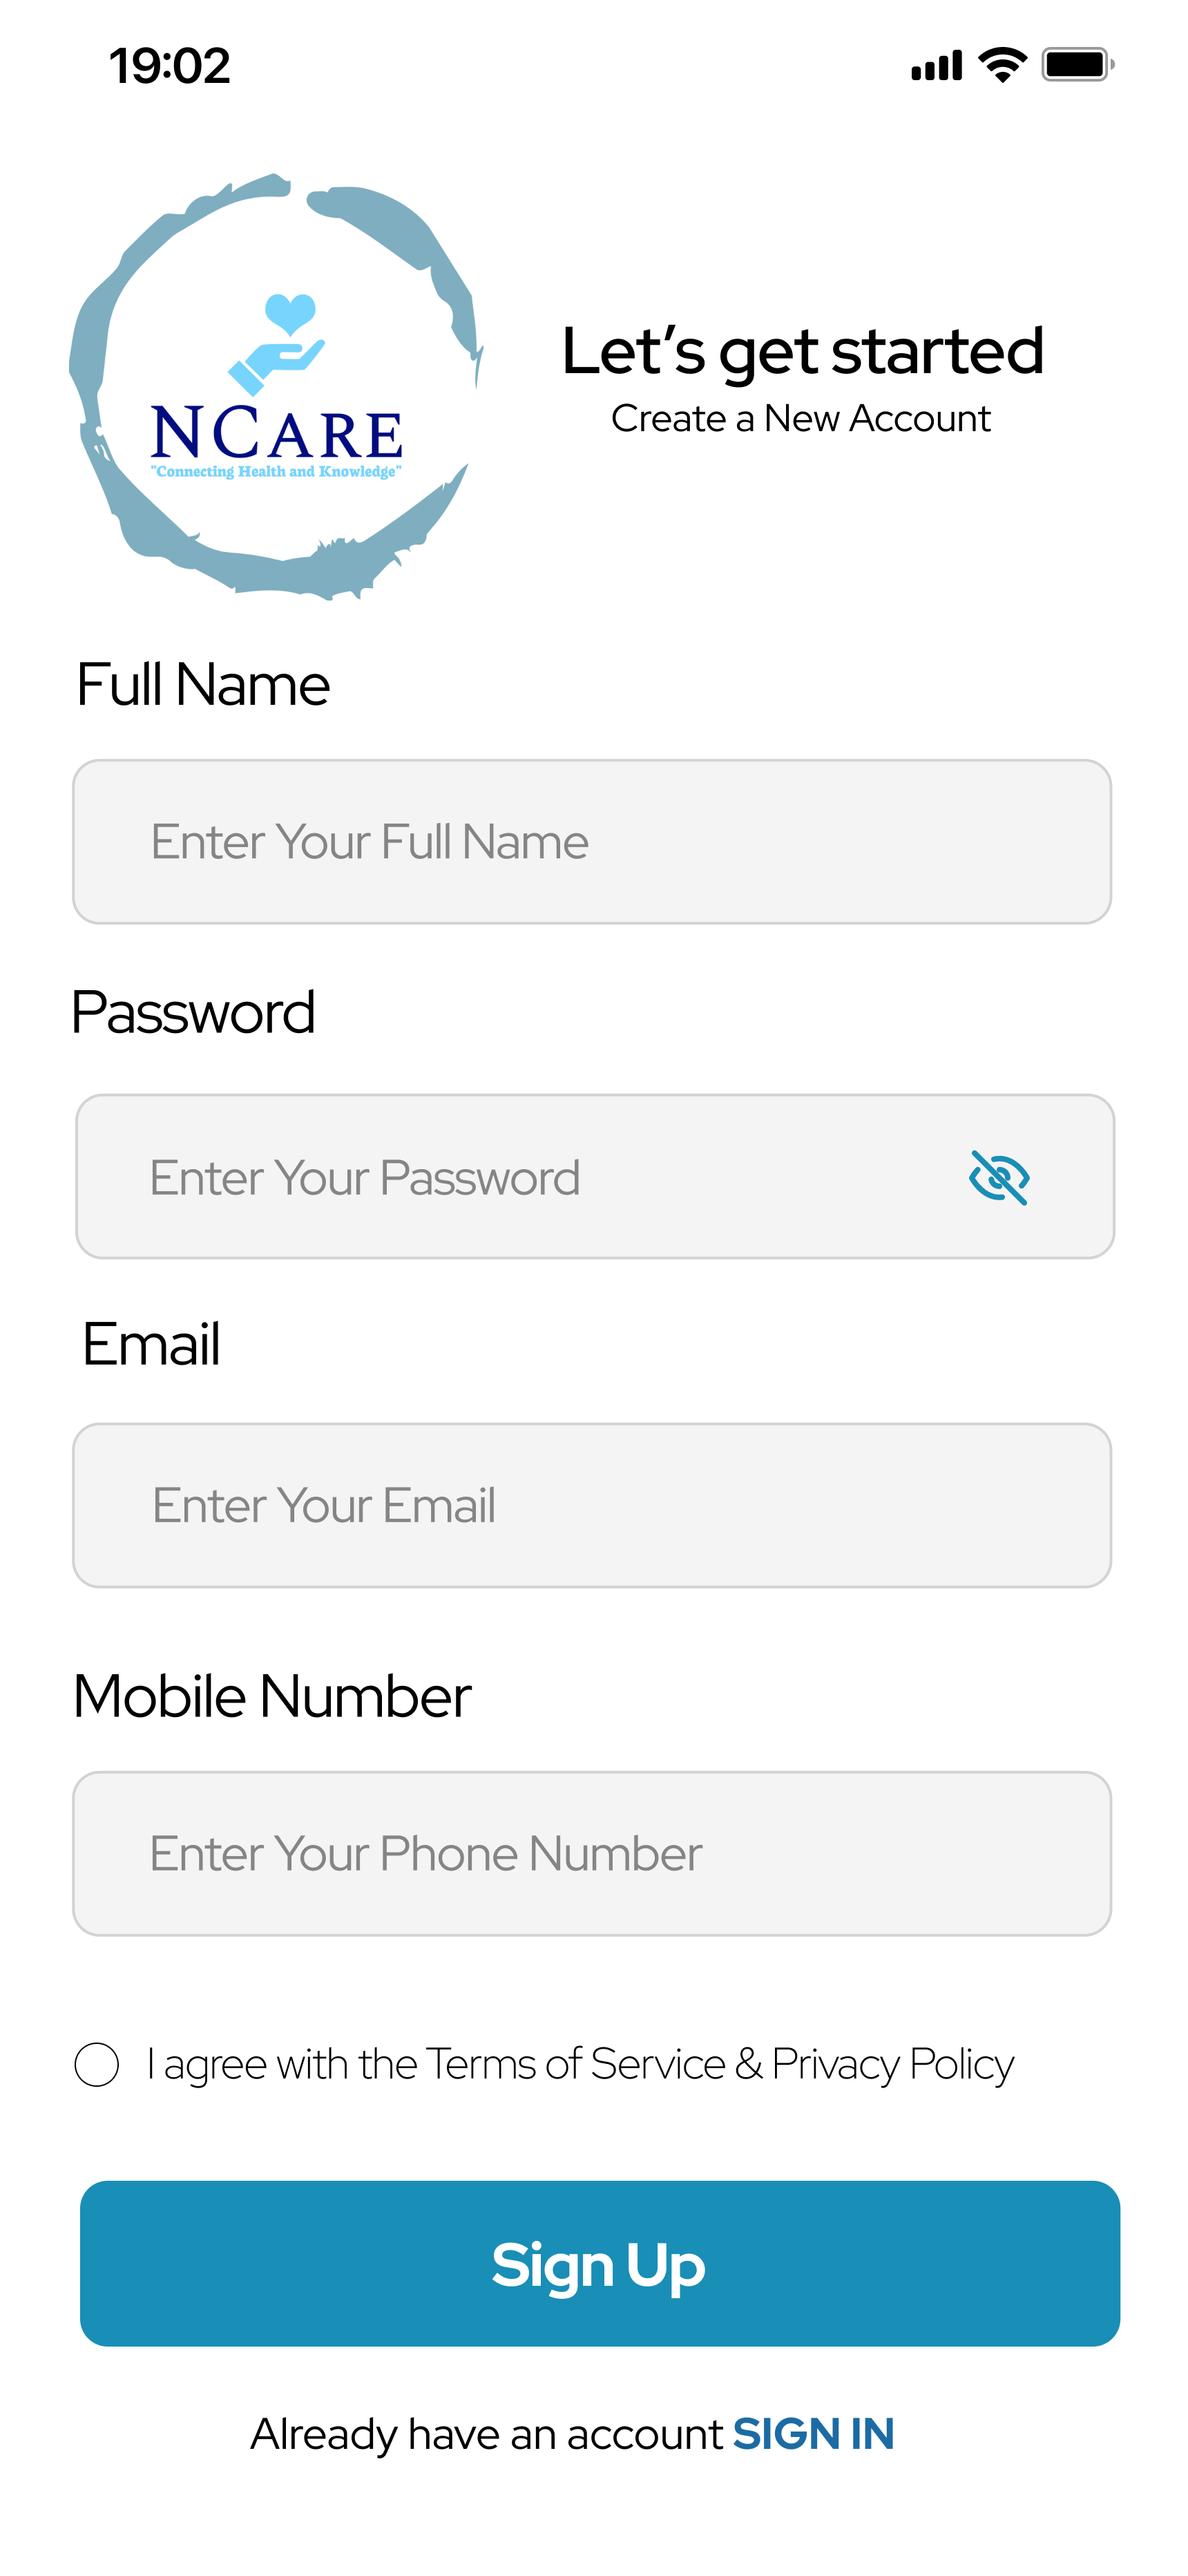 19:02
Let’s get started
Create a New Account
NCARE
"Connecting Health and Knowledge"
Full Name
Enter Your Full Name
Password
Enter Your Password
Email
Enter Your Email
Mobile Number
Enter Your Phone Number
I agree with the Terms of Service & Privacy Policy
Sign Up
Already have an account SIGN IN